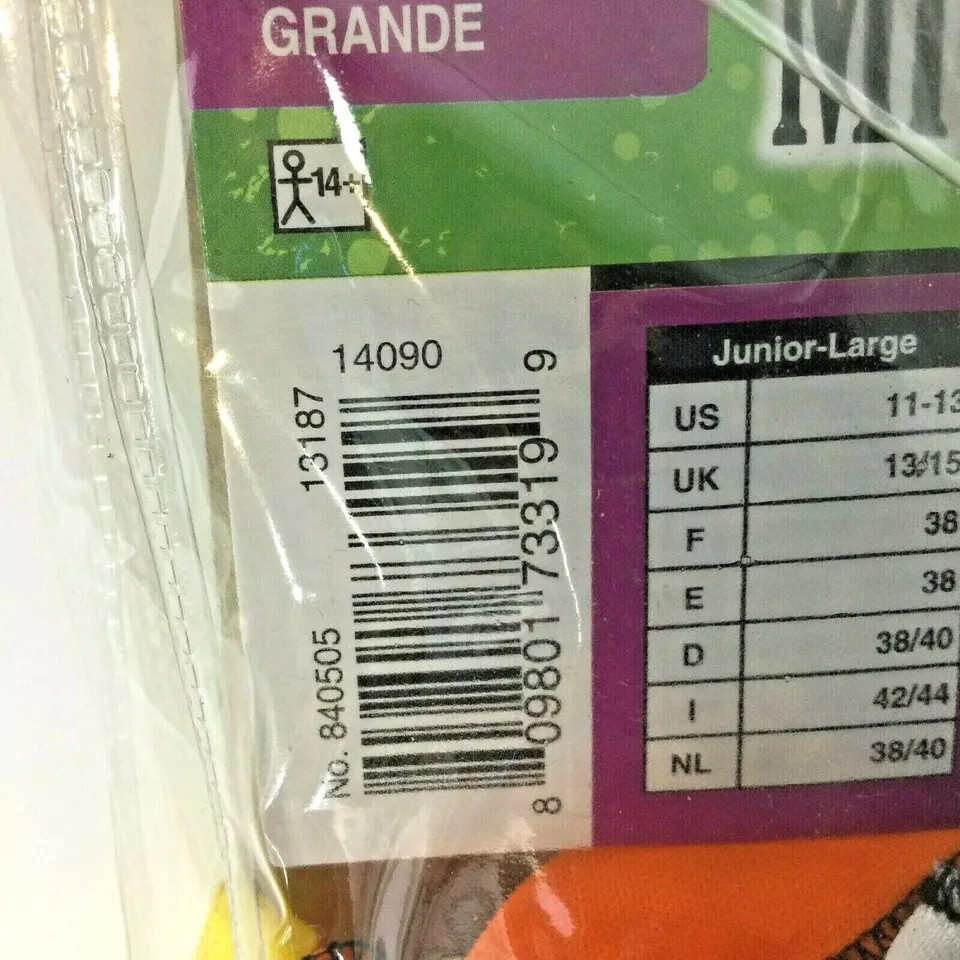 GRANDE
14+
14090
13187
No. 840505
8 09801 73319 9
Junior-Large
US 11-13
UK 13/15
F 38
E 38
D 38/40
I 42/44
NL 38/40